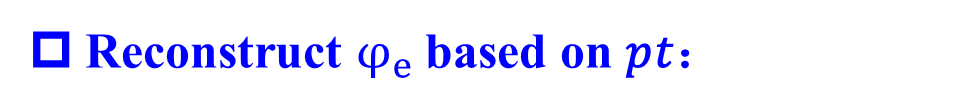 ❑ Reconstruct φₑ based on 𝑝𝑡: